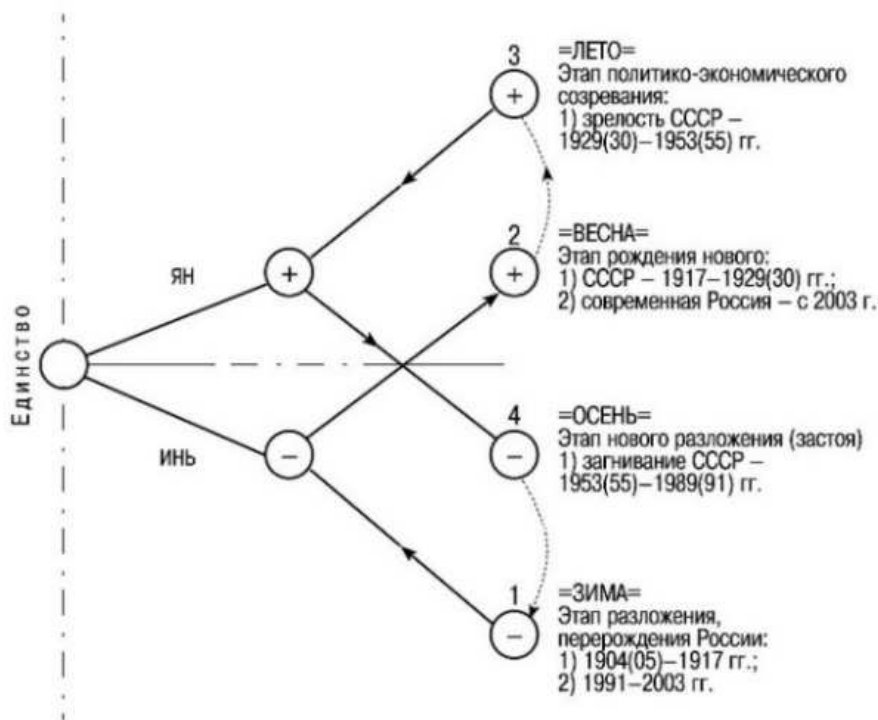 3
=ЛЕТО=
Этап политико-экономического
созревания:
1) зрелость СССР –
1929(30)–1953(55) гг.
+
2
=ВЕСНА=
Этап рождения нового:
1) СССР – 1917–1929(30) гг.;
2) современная Россия – с 2003 г.
+
+
ЯН
Единство
ИНЬ
–
4
=ОСЕНЬ=
Этап нового разложения (застоя)
1) загнивание СССР –
1953(55)–1989(91) гг.
–
1
=ЗИМА=
Этап разложения,
перерождения России:
1) 1904(05)–1917 гг.;
2) 1991–2003 гг.
–